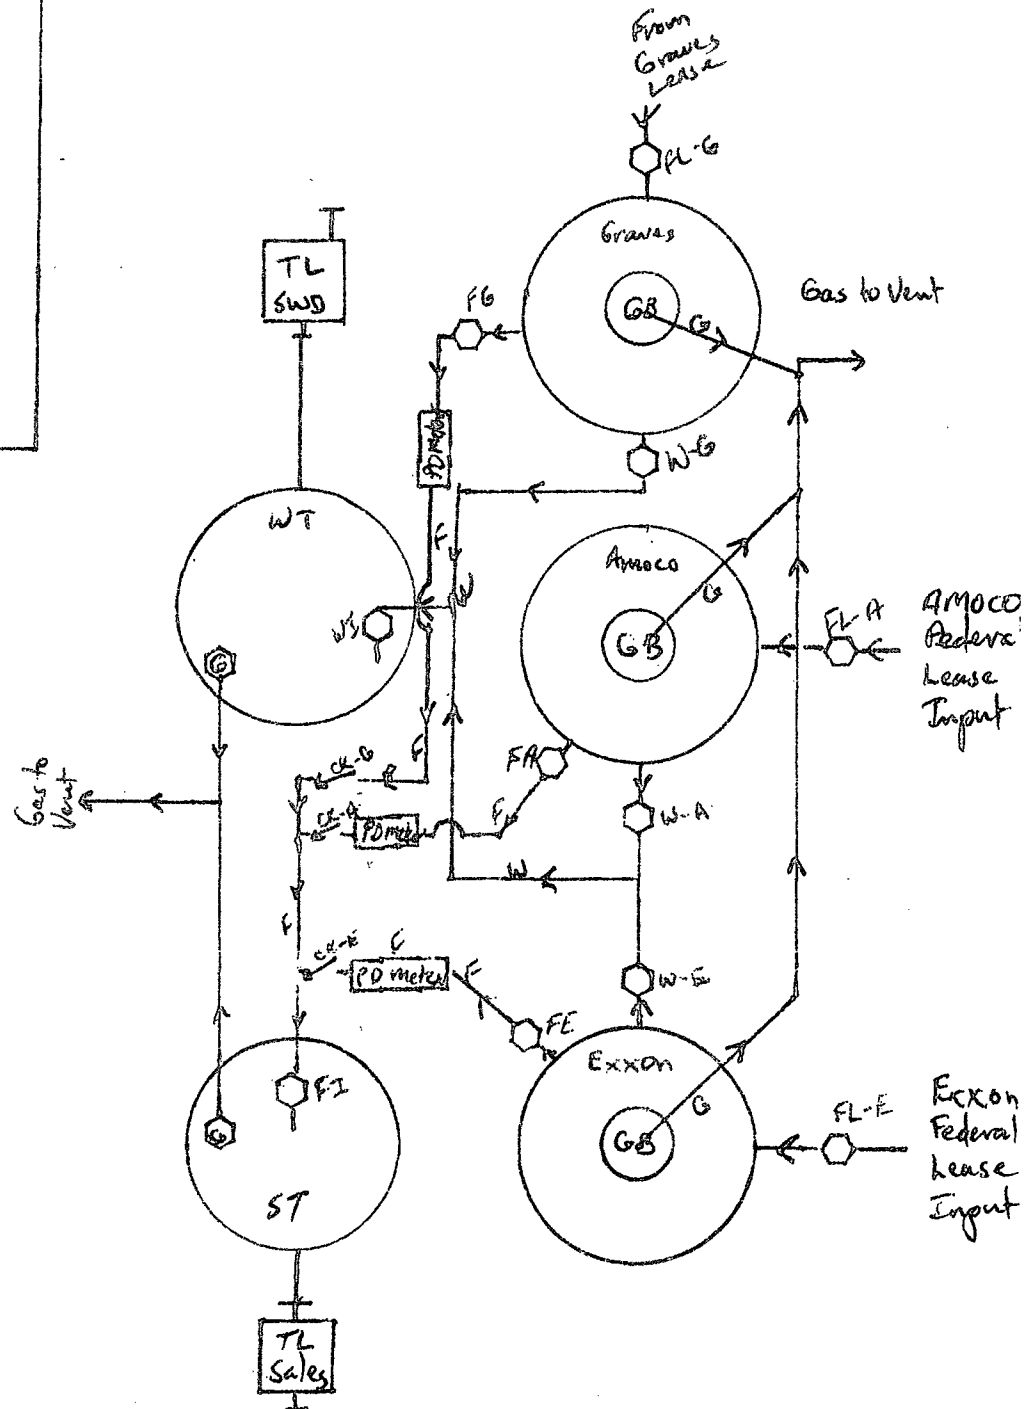 From
Graves
Lease
FL-G
Graves
TL
SWD
GB
G
Gas to Vent
FG
PD meter
W-G
WT
F
Amoco
G
GB
FL-A
AMOCO
Federal
Lease
Input
WI
G
F
CK-G
FA
F
PD meter
W-A
Gas to
Vent
W
F
CK-E
F
PD meter
F
W-E
FE
Exxon
FI
G
G
GB
FL-E
Exxon
Federal
Lease
Input
ST
TL
Sales